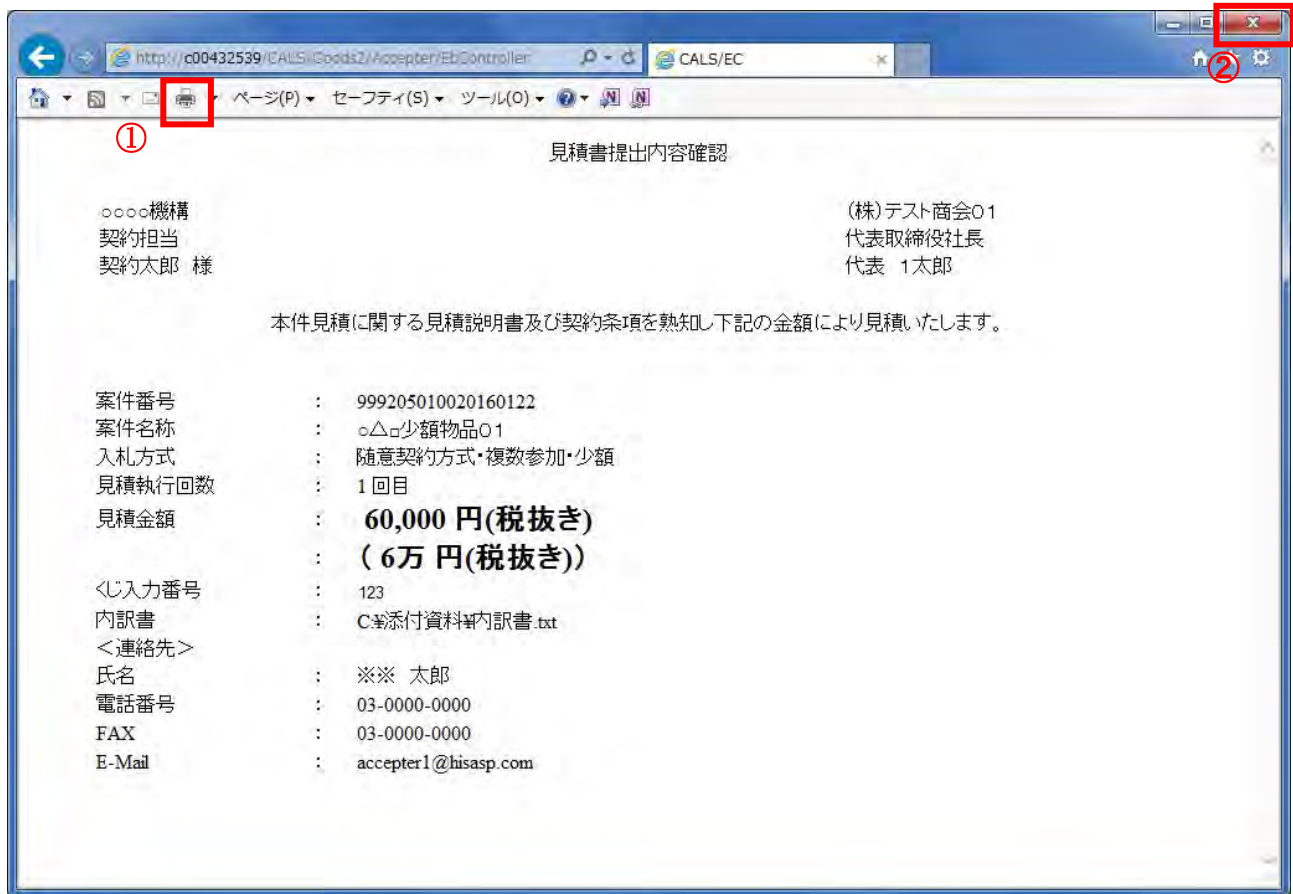 ②
http://c00432539/CALS/Goods2/Accepter/EbController CALS/EC
ページ(P) セーフティ(S) ツール(O)
①
見積書提出内容確認
○○○○機構 (株)テスト商会01
契約担当 代表取締役社長
契約太郎 様 代表 1太郎
本件見積に関する見積説明書及び契約条項を熟知し下記の金額により見積いたします。
案件番号 : 999205010020160122
案件名称 : ○△□少額物品01
入札方式 : 随意契約方式・複数参加・少額
見積執行回数 : 1回目
見積金額 : 60,000 円(税抜き)
: ( 6万 円(税抜き))
くじ入力番号 : 123
内訳書 : C:¥添付資料¥内訳書.txt
<連絡先>
氏名 : ※※ 太郎
電話番号 : 03-0000-0000
FAX : 03-0000-0000
E-Mail : accepter1@hisasp.com